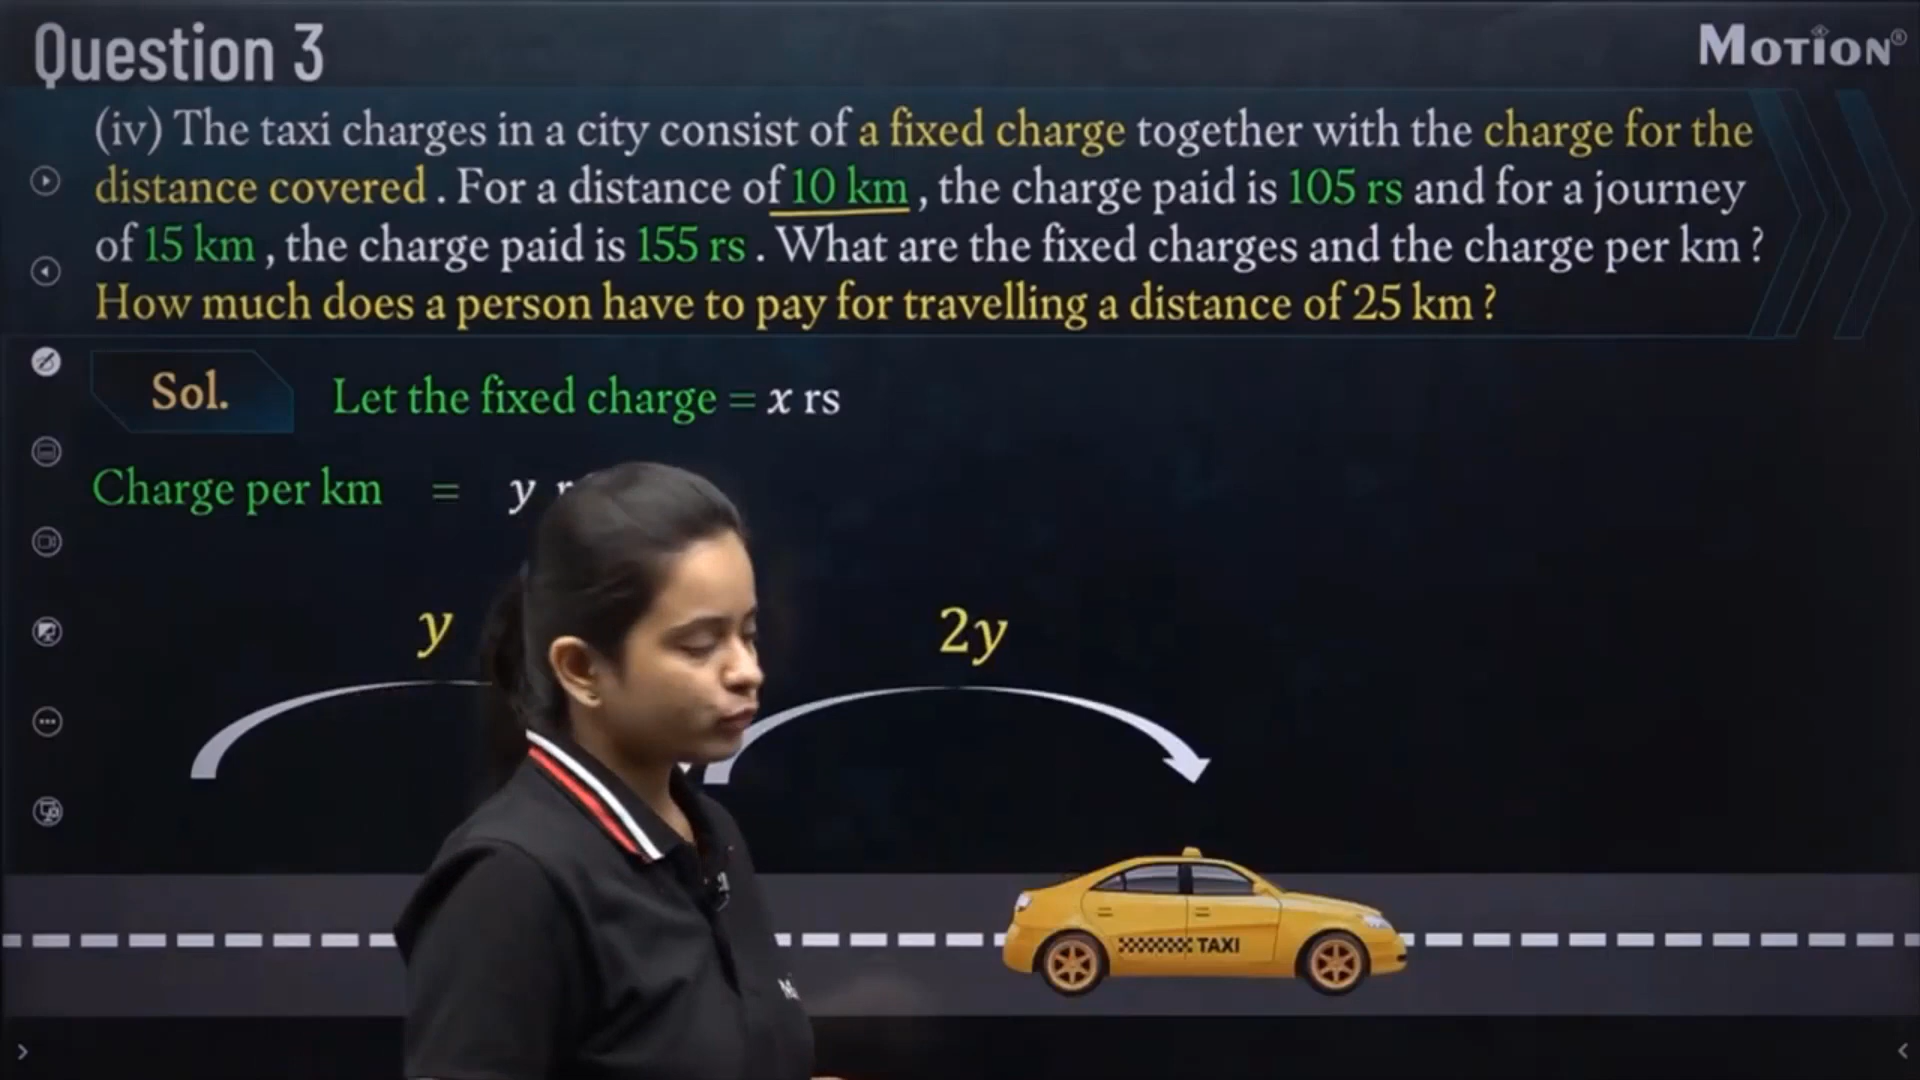 Question 3
MOTION®
(iv) The taxi charges in a city consist of a fixed charge together with the charge for the
distance covered . For a distance of 10 km , the charge paid is 105 rs and for a journey
of 15 km , the charge paid is 155 rs . What are the fixed charges and the charge per km ?
How much does a person have to pay for travelling a distance of 25 km ?
Sol.
Let the fixed charge = x rs
Charge per km = y
y
2y
TAXI